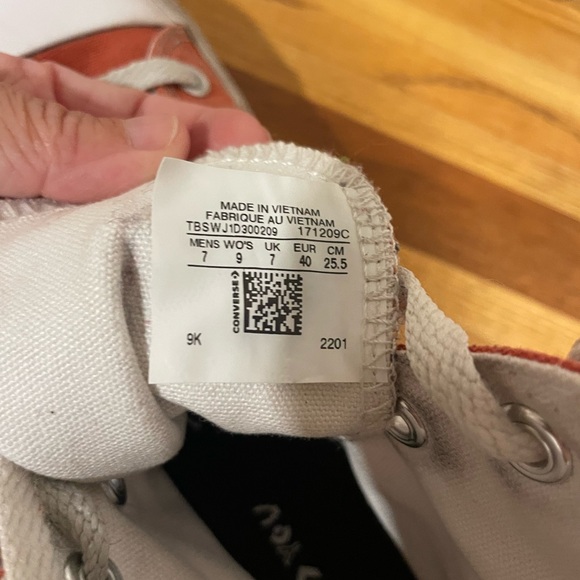 MADE IN VIETNAM
FABRIQUE AU VIETNAM
TBSWJ1D300209 171209C
MENS WO'S UK EUR CM
7 9 7 40 25.5
CONVERSE
9K 2201